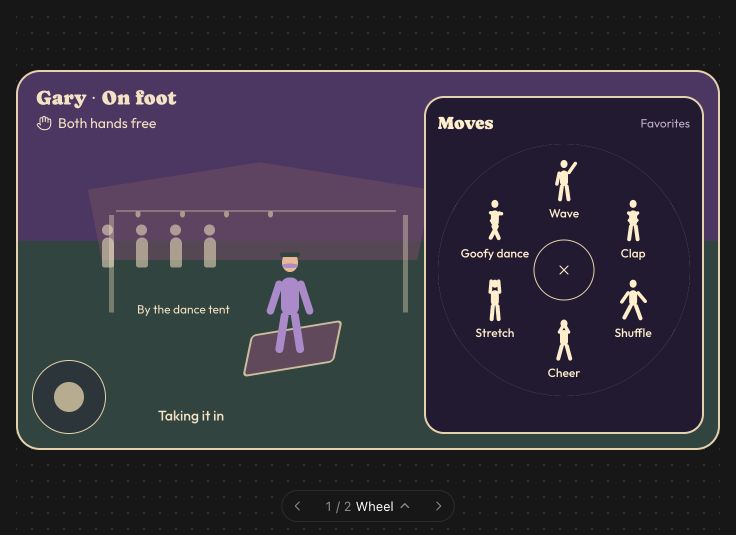 Gary · On foot
Both hands free
Moves
Favorites
Wave
Goofy dance
Clap
Stretch
Shuffle
Cheer
By the dance tent
Taking it in
1 / 2 Wheel